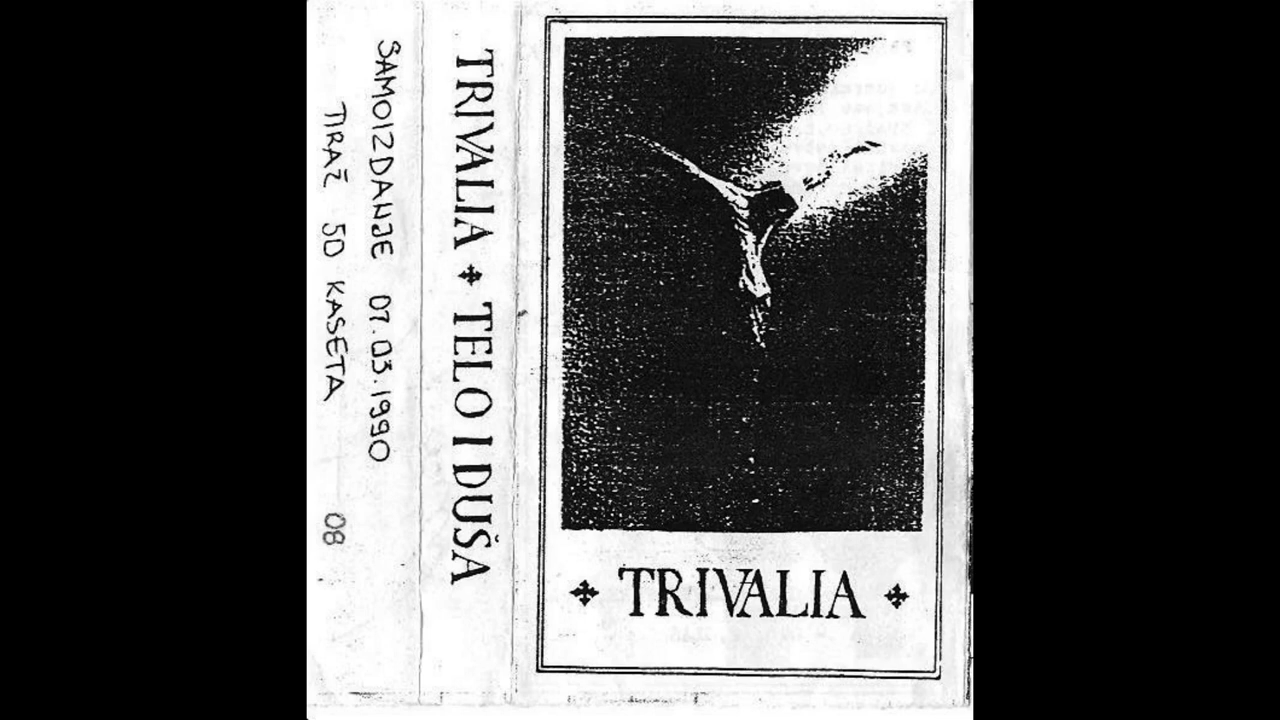 SAMOIZDANJE 07.03.1990
TIRAŽ 50 KASETA 08
TRIVALIA ✣ TELO I DUŠA
✣ TRIVALIA ✣